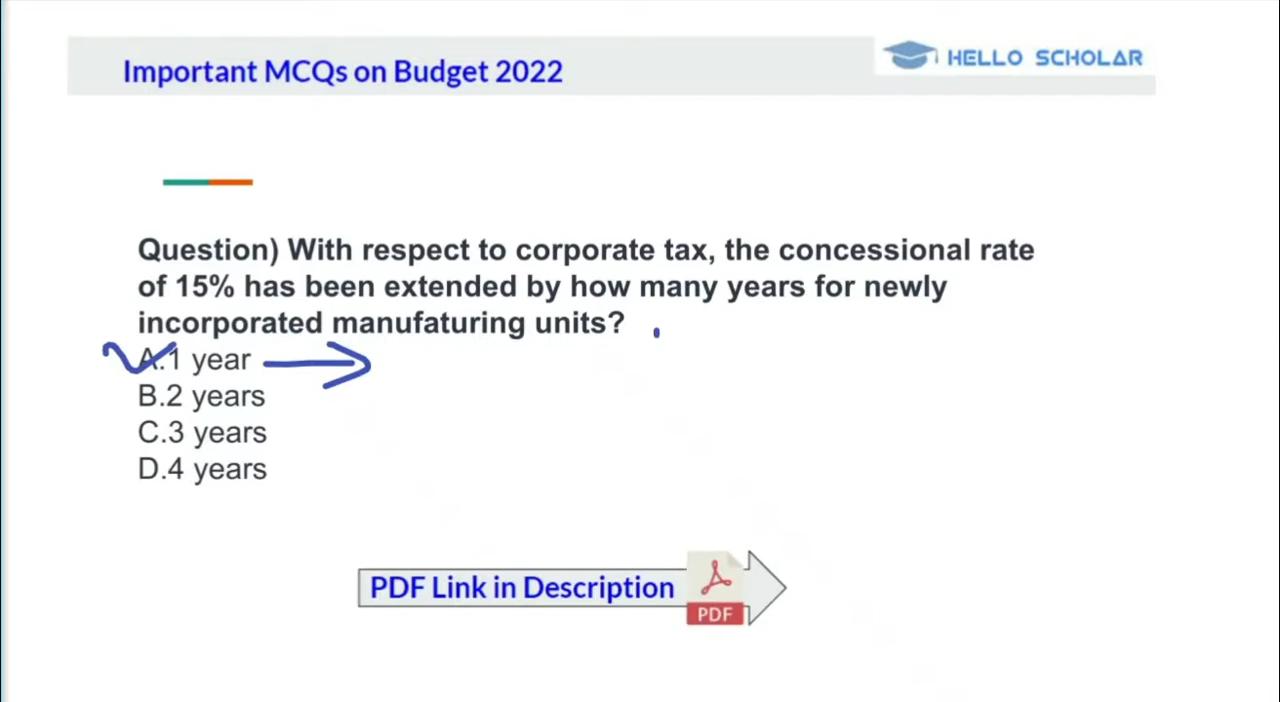 Important MCQs on Budget 2022
HELLO SCHOLAR
Question) With respect to corporate tax, the concessional rate
of 15% has been extended by how many years for newly
incorporated manufaturing units?
A.1 year
B.2 years
C.3 years
D.4 years
PDF Link in Description
PDF